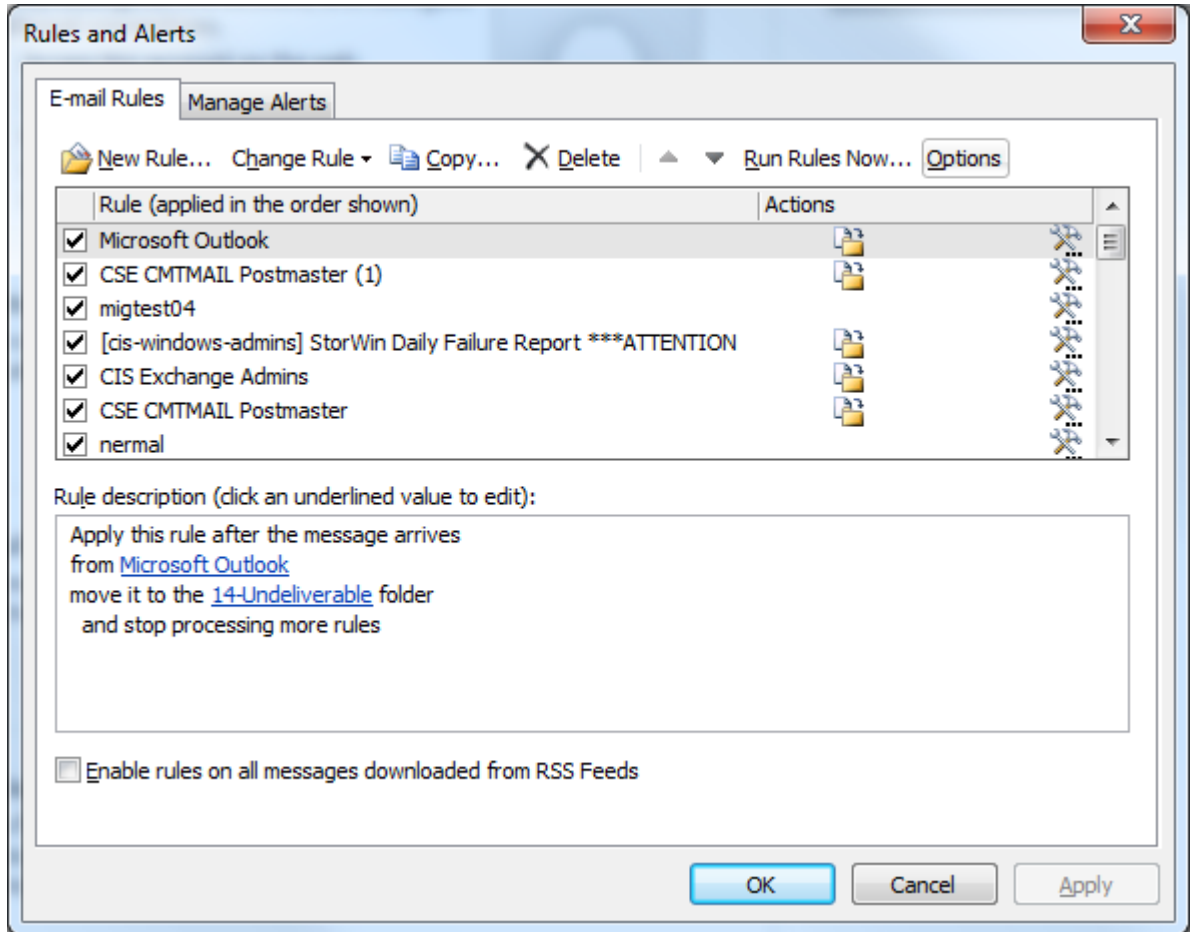 Rules and Alerts
E-mail Rules Manage Alerts
New Rule... Change Rule Copy... Delete Run Rules Now... Options
Rule (applied in the order shown) Actions
Microsoft Outlook
CSE CMTMAIL Postmaster (1)
migtest04
[cis-windows-admins] StorWin Daily Failure Report ***ATTENTION
CIS Exchange Admins
CSE CMTMAIL Postmaster
nermal
Rule description (click an underlined value to edit):
Apply this rule after the message arrives
from Microsoft Outlook
move it to the 14-Undeliverable folder
and stop processing more rules
Enable rules on all messages downloaded from RSS Feeds
OK Cancel Apply